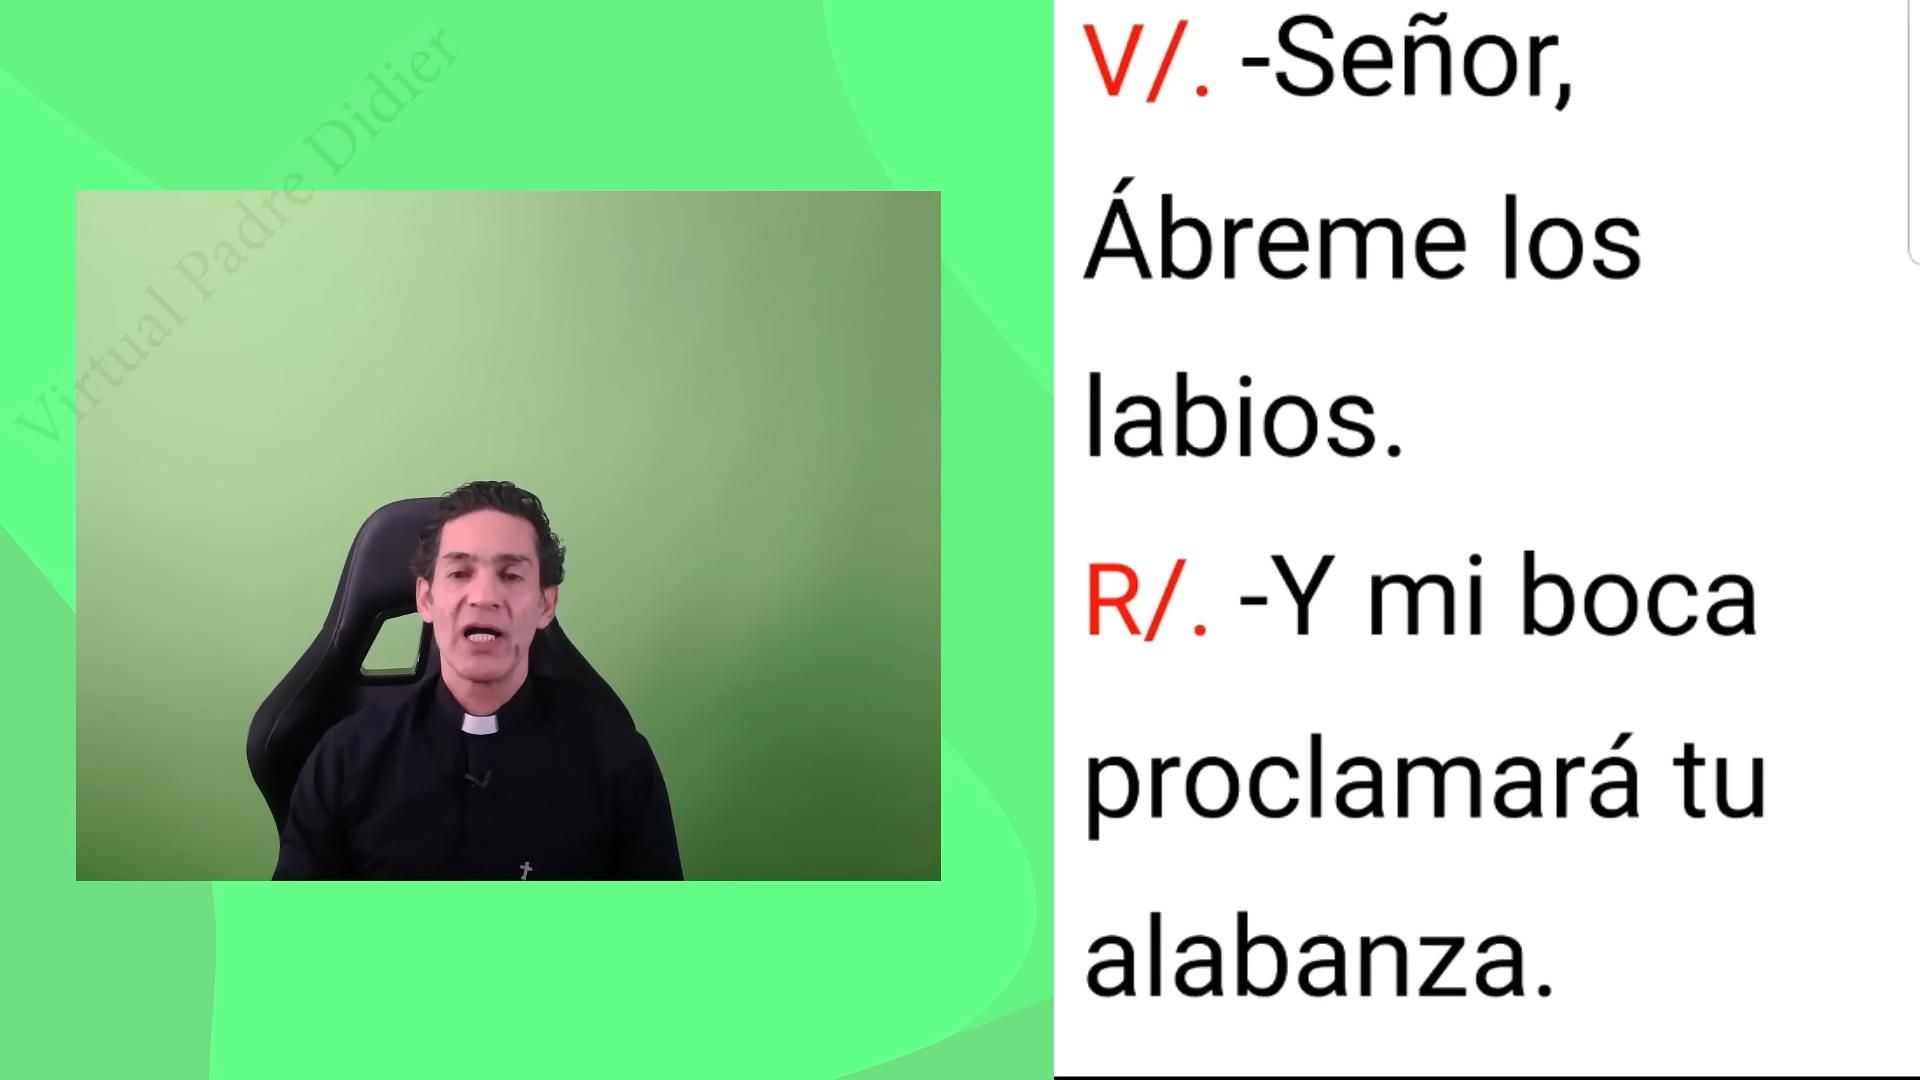 Virtual Padre Didier
V/. -Señor,
Ábreme los
labios.
R/. -Y mi boca
proclamará tu
alabanza.